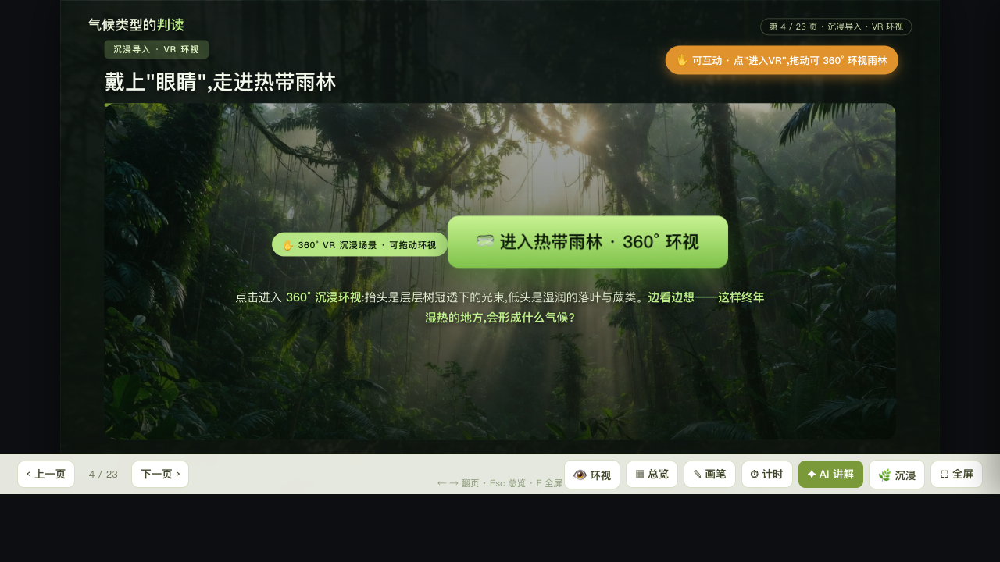 气候类型的判读
第 4 / 23 页 · 沉浸导入 · VR 环视
沉浸导入 · VR 环视
✋ 可互动 · 点"进入VR",拖动可 360° 环视雨林
戴上"眼睛",走进热带雨林
✋ 360° VR 沉浸场景 · 可拖动环视
🥽 进入热带雨林 · 360° 环视
点击进入 360° 沉浸环视:抬头是层层树冠透下的光束,低头是湿润的落叶与蕨类。边看边想——这样终年
湿热的地方,会形成什么气候?
‹ 上一页
4 / 23
下一页 ›
← → 翻页 · Esc 总览 · F 全屏
👁️ 环视
▦ 总览
✎ 画笔
⏱ 计时
✦ AI 讲解
🌿 沉浸
⛶ 全屏